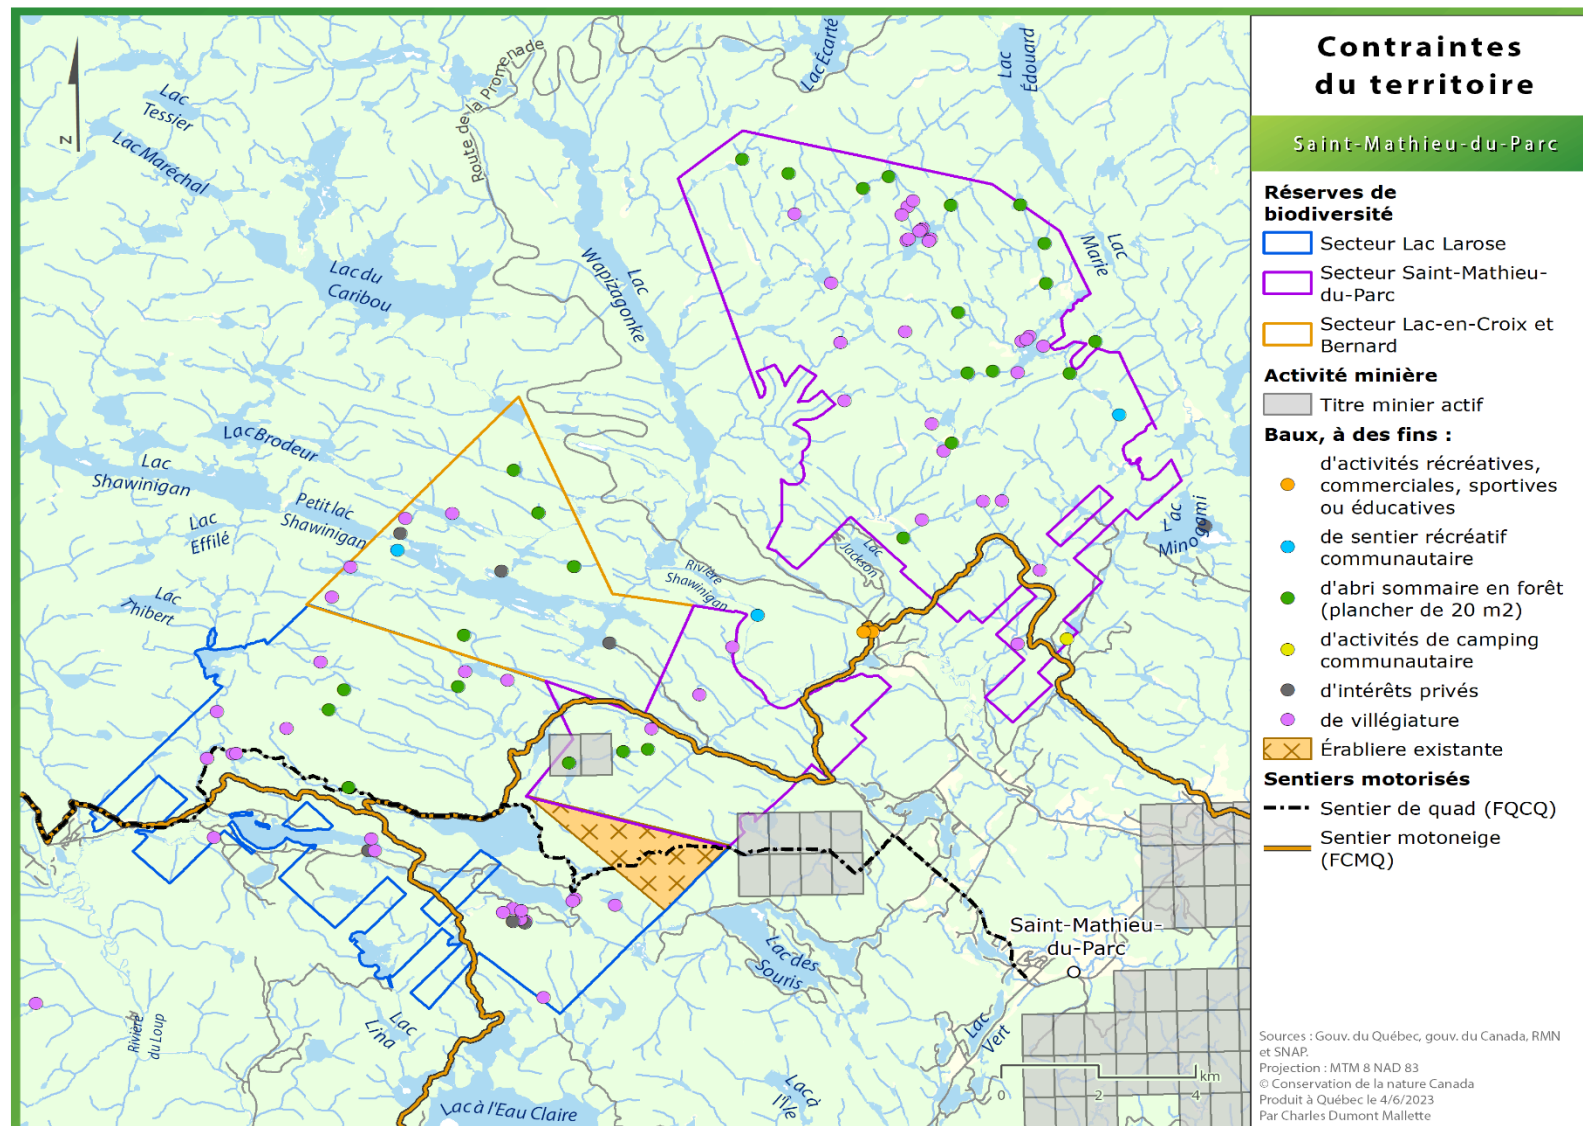 Contraintes
du territoire
Saint-Mathieu-du-Parc
Réserves de
biodiversité
Secteur Lac Larose
Secteur Saint-Mathieu-
du-Parc
Secteur Lac-en-Croix et
Bernard
Activité minière
Titre minier actif
Baux, à des fins :
d'activités récréatives,
commerciales, sportives
ou éducatives
de sentier récréatif
communautaire
d'abri sommaire en forêt
(plancher de 20 m2)
d'activités de camping
communautaire
d'intérêts privés
de villégiature
Érabliere existante
Sentiers motorisés
Sentier de quad (FQCQ)
Sentier motoneige
(FCMQ)
Sources : Gouv. du Québec, gouv. du Canada, RMN
et SNAP.
Projection : MTM 8 NAD 83
© Conservation de la nature Canada
Produit à Québec le 4/6/2023
Par Charles Dumont Mallette
N
Lac
Tessier
Lac Maréchal
Route de la Promenade
Lac Écarté
Lac
Édouard
Lac du
Caribou
Lac
Wapizagonke
Lac
Marie
Lac Brodeur
Lac
Shawinigan
Petit lac
Shawinigan
Lac
Effilé
Lac
Thibert
Rivière
Shawinigan
Lac
Jackson
Lac
Minogami
Saint-Mathieu-
du-Parc
Lac des
Souris
Lac
Vert
Lac
Lina
Rivière
du Loup
Lac à l'Eau Claire
Lac à
l'Île
0
2
4
km